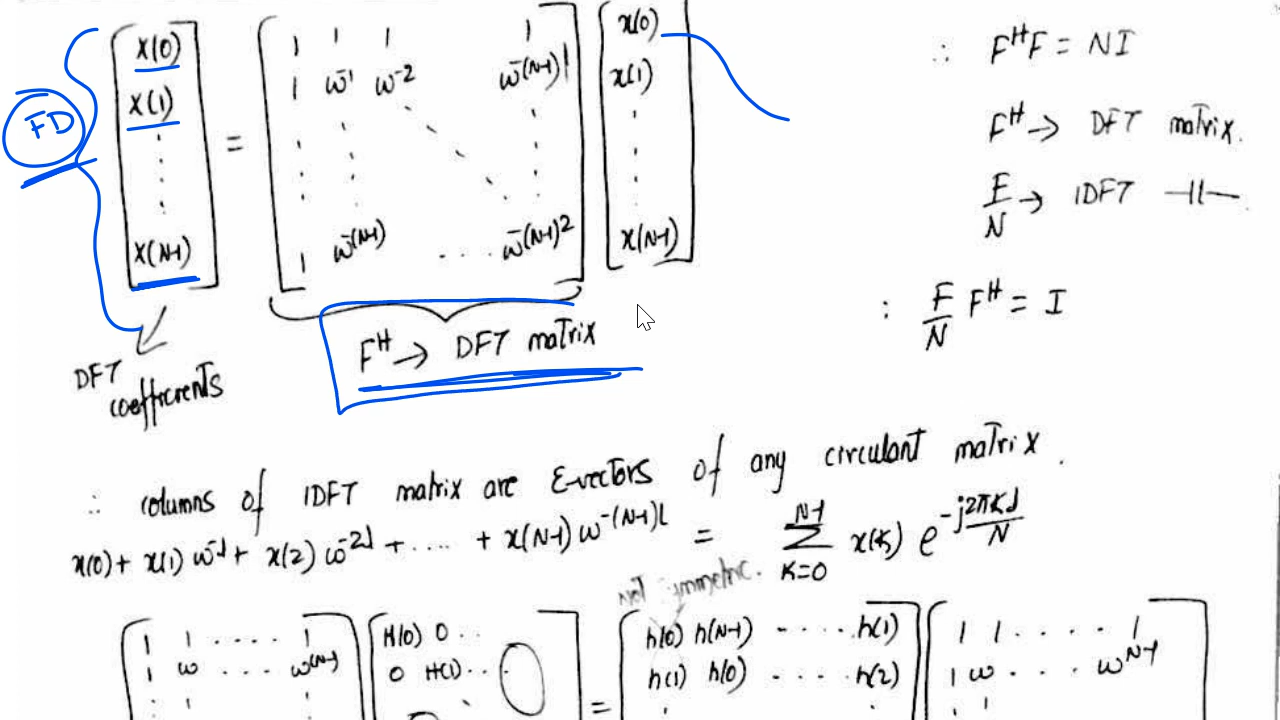 X(0) 1 1 1 1 x(0)
X(1) 1 ω^-1 ω^-2 ω^-(N-1)1 x(1)
FD
=
X(N-1) 1 ω^-(N-1) ... ω^-(N-1)2 x(N-1)
F^H → DFT matrix
DFT
coefficients
∴ F^H F = NI
F^H → DFT matrix.
F/N → IDFT -||-
: F/N F^H = I
∴ columns of IDFT matrix are E-vectors of any circulant matrix.
x(0) + x(1) ω^-l + x(2) ω^-2l + .... + x(N-1) ω^-(N-1)l = N-1 Σ K=0 x(K) e^-j2πKl/N
not symmetric.
1 1 .... 1 H(0) 0 .. h(0) h(N-1) ..... h(1) 1 1 .... 1
1 ω .... ω^(N-1) 0 H(1) .. = h(1) h(0) ..... h(2) 1 ω .... ω^N-1